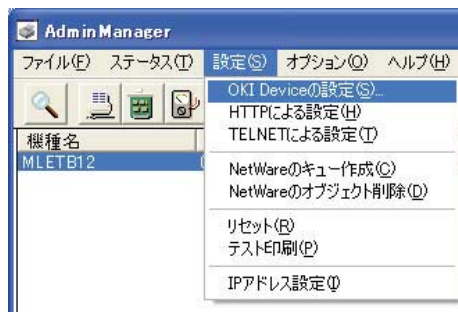 AdminManager
ファイル(F) ステータス(T) 設定(S) オプション(O) ヘルプ(H)
OKI Deviceの設定(S)...
HTTPによる設定(H)
TELNETによる設定(T)
機種名
MLETB12
NetWareのキュー作成(C)
NetWareのオブジェクト削除(D)
リセット(R)
テスト印刷(P)
IPアドレス設定(I)